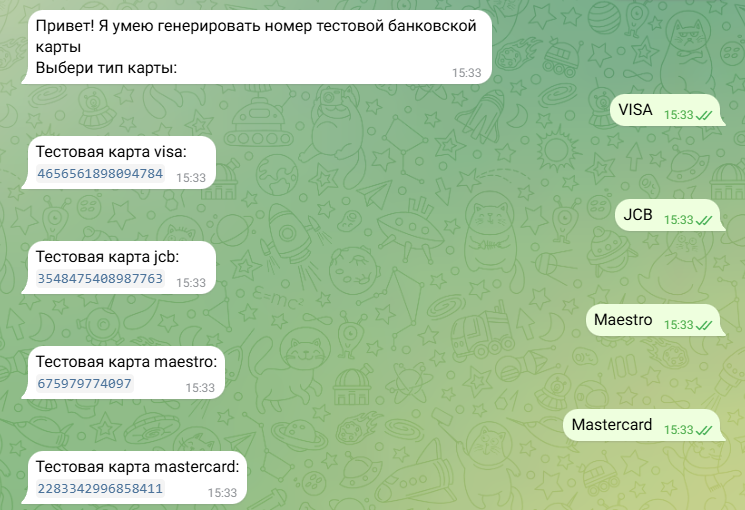 Привет! Я умею генерировать номер тестовой банковской
карты
Выбери тип карты:
15:33
VISA 15:33
Тестовая карта visa:
4656561898094784 15:33
JCB 15:33
Тестовая карта jcb:
3548475408987763 15:33
Maestro 15:33
Тестовая карта maestro:
675979774097 15:33
Mastercard 15:33
Тестовая карта mastercard:
2283342996858411 15:33